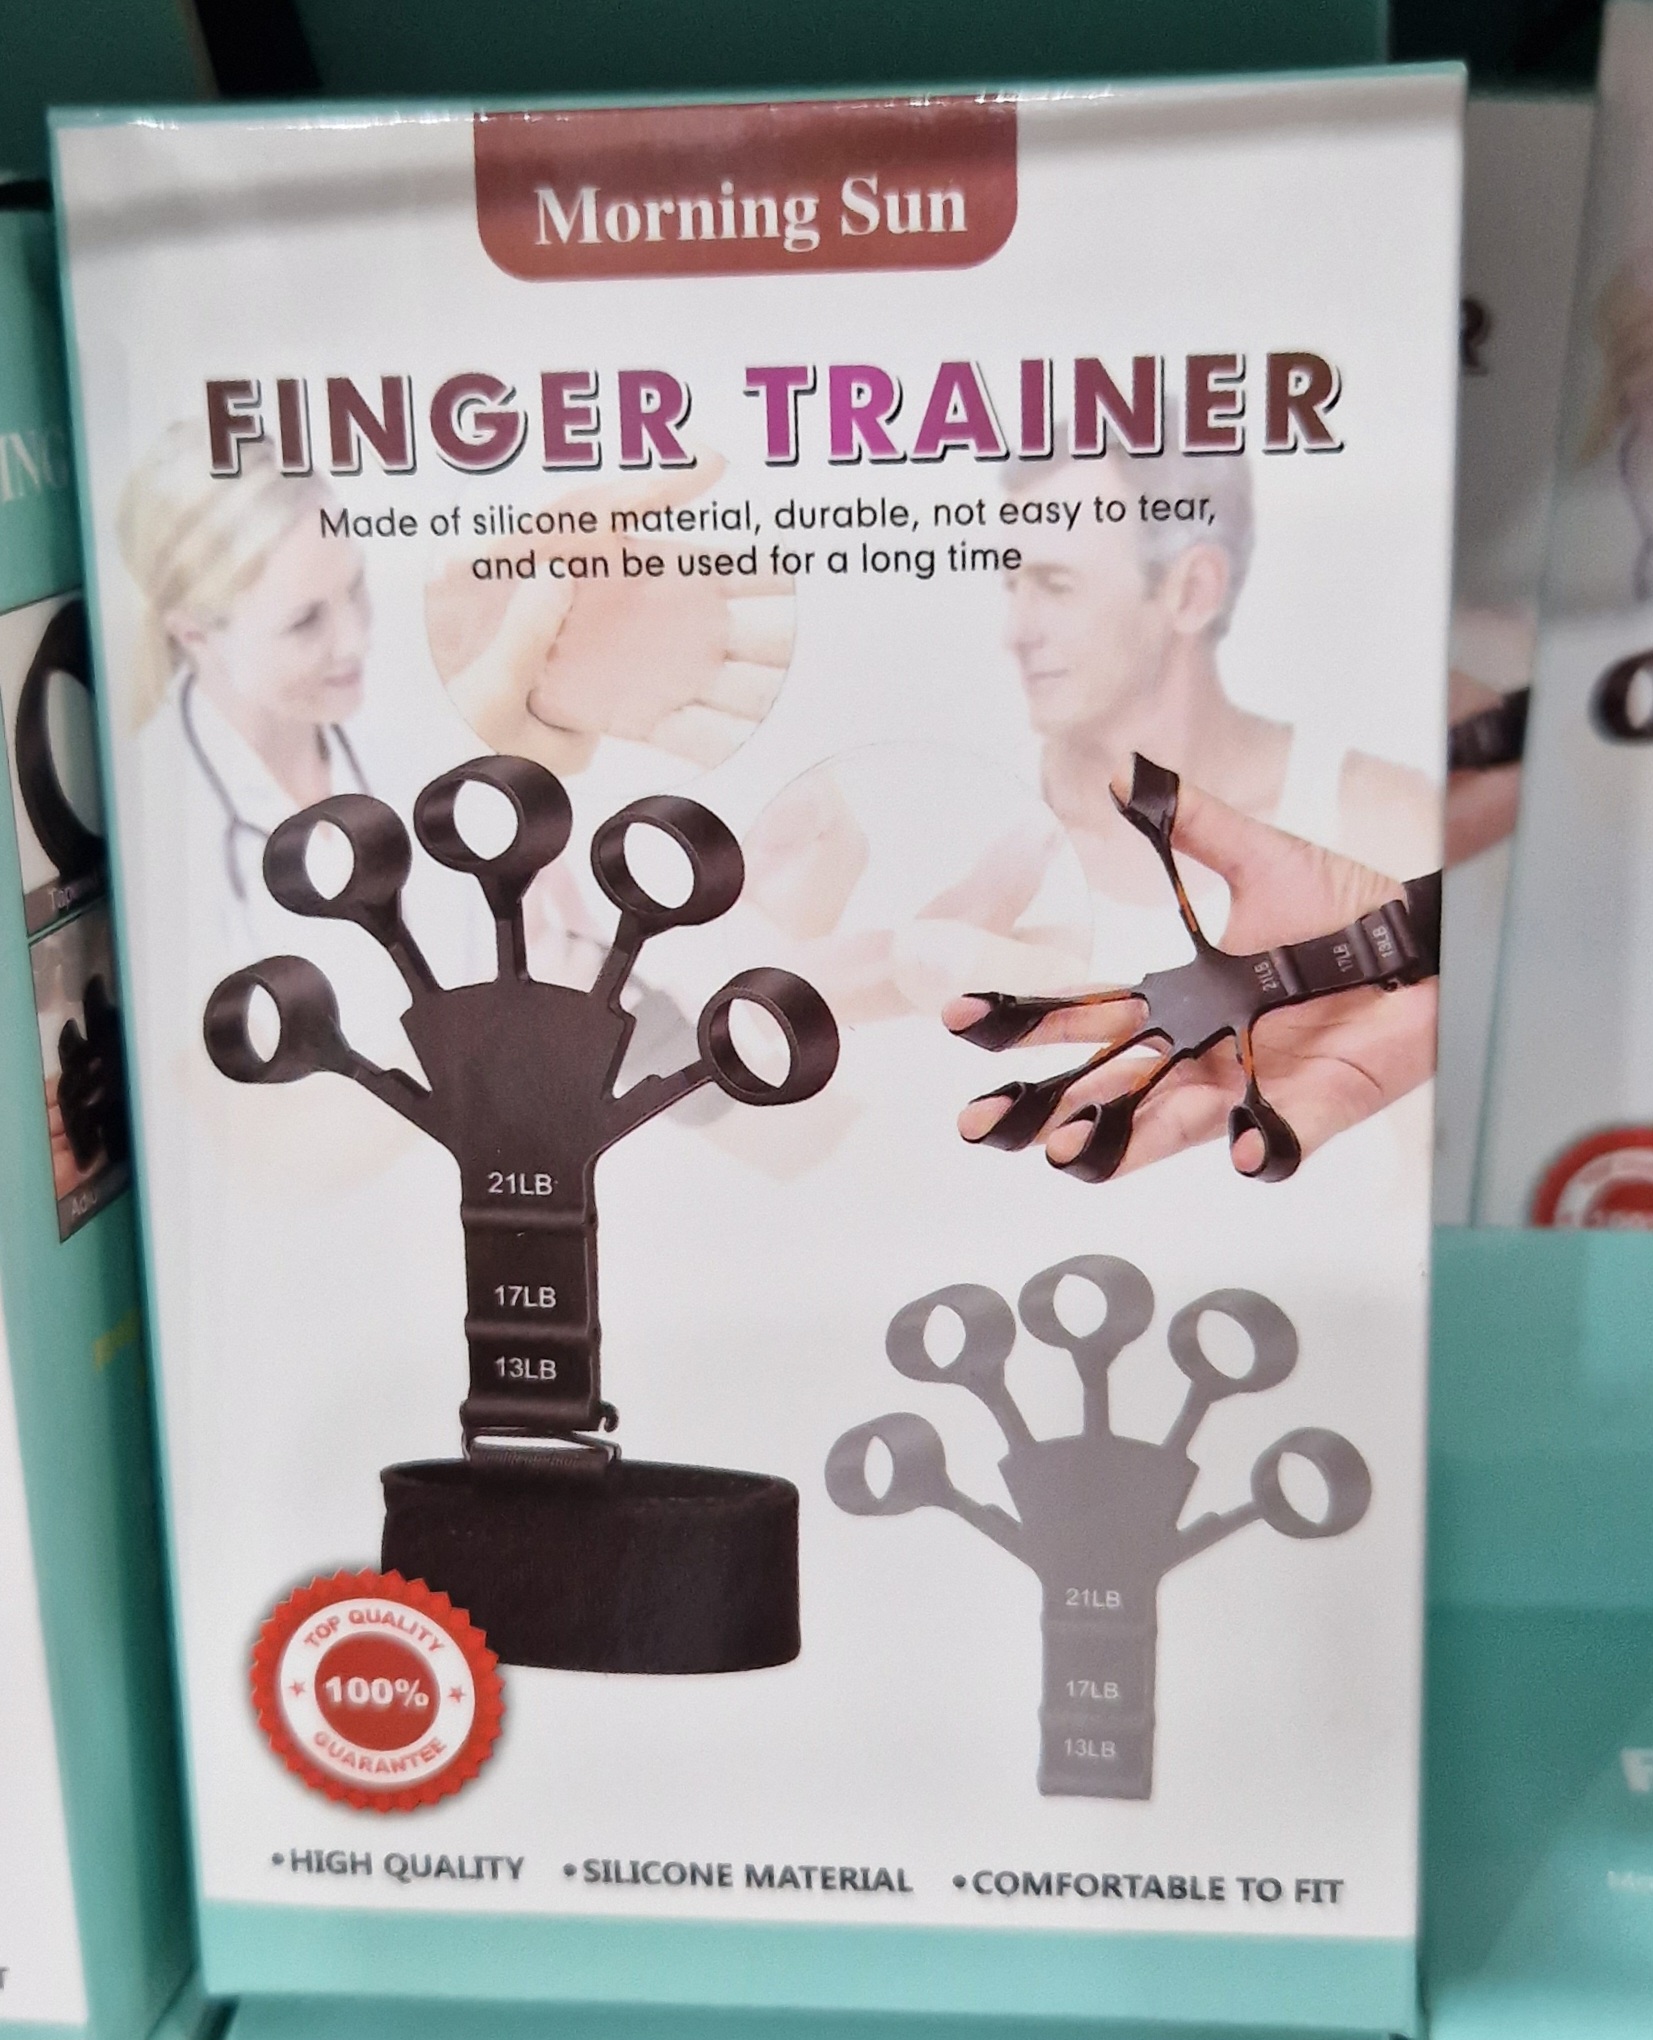 Morning Sun
FINGER TRAINER
Made of silicone material, durable, not easy to tear,
and can be used for a long time
21LB
17LB
13LB
21LB
17LB
13LB
21LB
17LB
13LB
TOP QUALITY
100%
GUARANTEE
•HIGH QUALITY •SILICONE MATERIAL •COMFORTABLE TO FIT